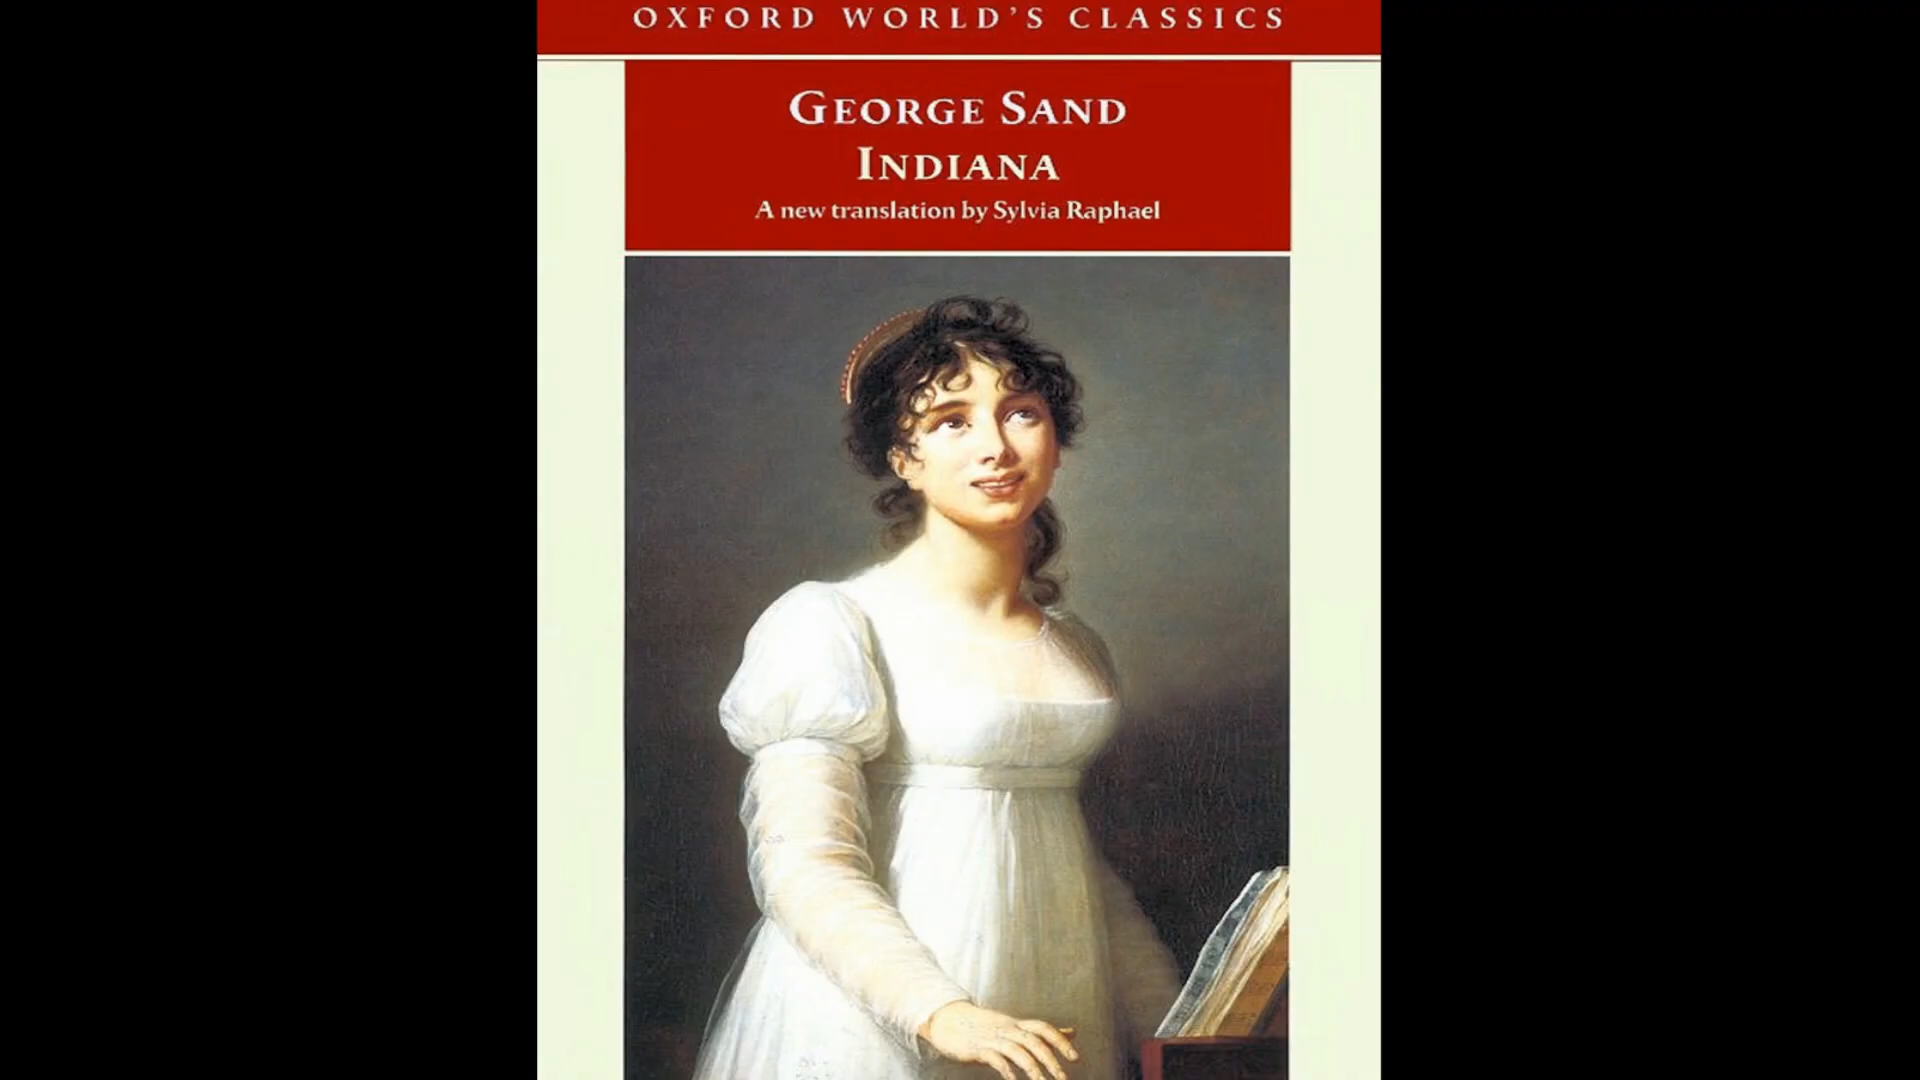 OXFORD WORLD'S CLASSICS
GEORGE SAND
INDIANA
A new translation by Sylvia Raphael